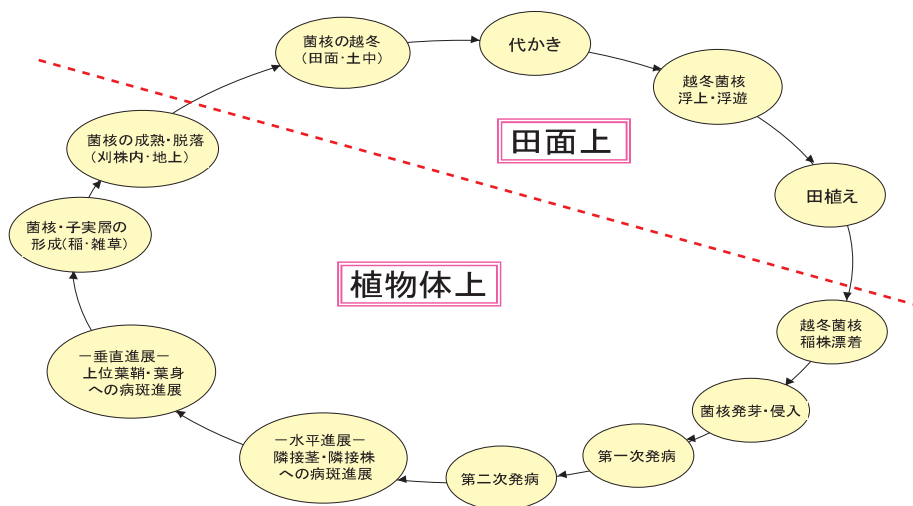 菌核の越冬
(田面・土中)
代かき
越冬菌核
浮上・浮遊
田植え
越冬菌核
稲株漂着
菌核発芽・侵入
第一次発病
第二次発病
－水平進展－
隣接茎・隣接株
への病斑進展
－垂直進展－
上位葉鞘・葉身
への病斑進展
菌核・子実層の
形成(稲・雑草)
菌核の成熟・脱落
(刈株内・地上)
田面上
植物体上